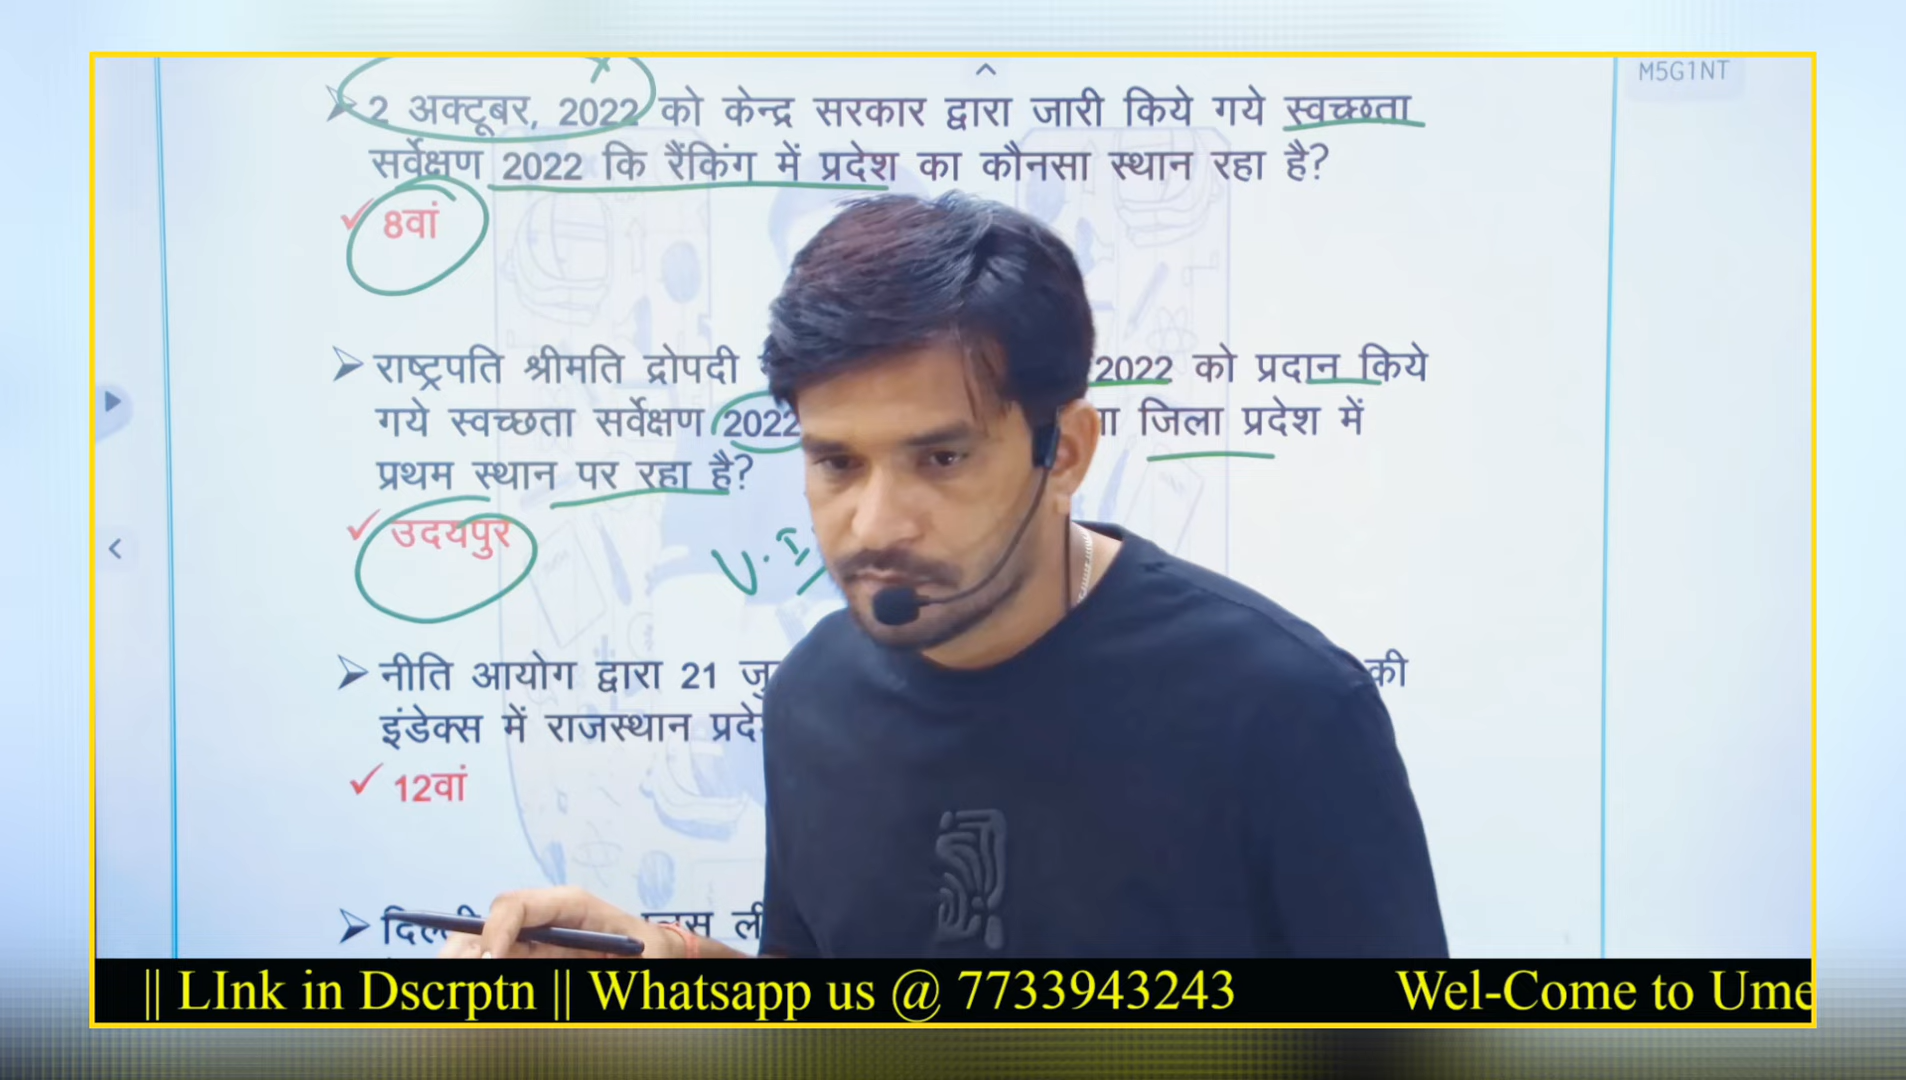 M5G1NT
2 अक्टूबर, 2022 को केन्द्र सरकार द्वारा जारी किये गये स्वच्छता
सर्वेक्षण 2022 कि रैंकिंग में प्रदेश का कौनसा स्थान रहा है?
8वां
राष्ट्रपति श्रीमति द्रोपदी 2022 को प्रदान किये
गये स्वच्छता सर्वेक्षण 2022 जिला प्रदेश में
प्रथम स्थान पर रहा है?
उदयपुर
V.I
नीति आयोग द्वारा 21 की
इंडेक्स में राजस्थान
12वां
ली
|| LInk in Dscrptn || Whatsapp us @ 7733943243 Wel-Come to Ume